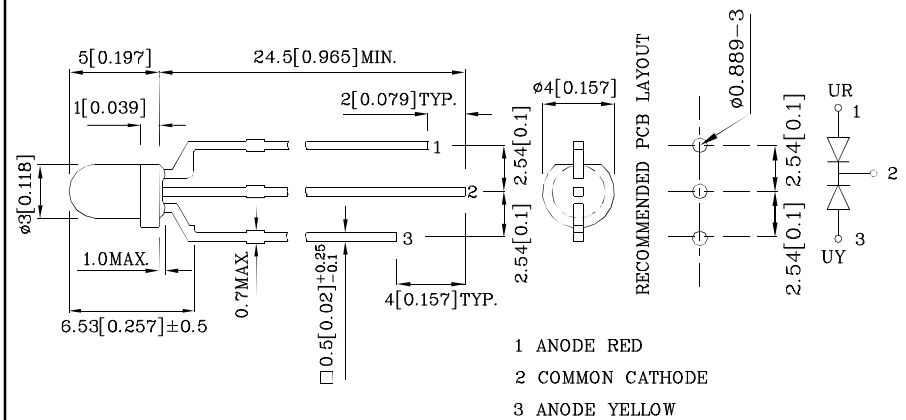 5[0.197]
24.5[0.965]MIN.
1[0.039]
2[0.079]TYP.
ø3[0.118]
1
2
3
2.54[0.1]
2.54[0.1]
1.0MAX.
0.7MAX.
□0.5[0.02]+0.25 -0.1
4[0.157]TYP.
6.53[0.257]±0.5
ø4[0.157]
RECOMMENDED PCB LAYOUT
ø0.889-3
2.54[0.1]
2.54[0.1]
UR
1
2
3
UY
1 ANODE RED
2 COMMON CATHODE
3 ANODE YELLOW